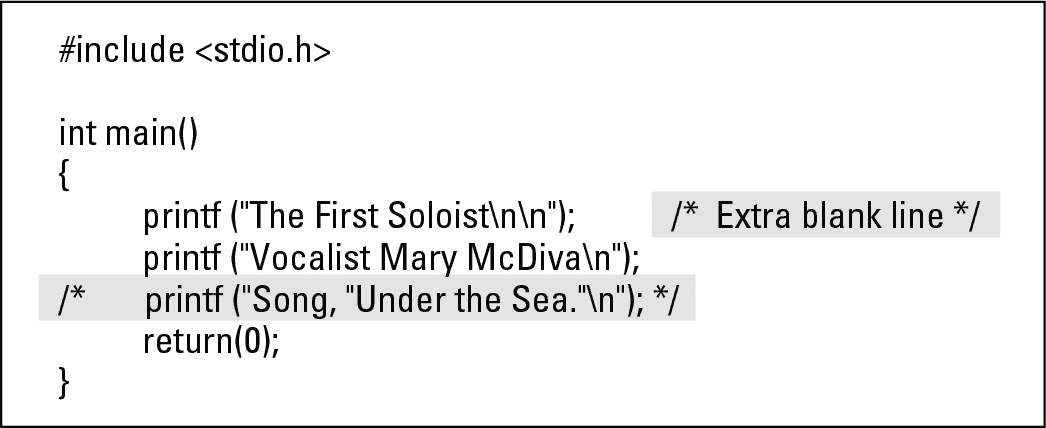 #include <stdio.h>
int main()
{
printf ("The First Soloist\n\n"); /* Extra blank line */
printf ("Vocalist Mary McDiva\n");
/* printf ("Song, "Under the Sea."\n"); */
return(0);
}